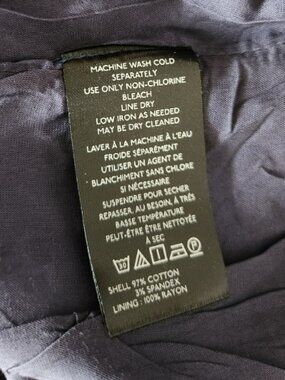 MACHINE WASH COLD
SEPARATELY
USE ONLY NON-CHLORINE
BLEACH
LINE DRY
LOW IRON AS NEEDED
MAY BE DRY CLEANED
LAVER À LA MACHINE À L'EAU
FROIDE SÉPARÉMENT
UTILISER UN AGENT DE
BLANCHIMENT SANS CHLORE
SI NÉCESSAIRE
SUSPENDRE POUR SÉCHER
REPASSER, AU BESOIN, À TRÈS
BASSE TEMPÉRATURE
PEUT-ÊTRE ÊTRE NETTOYÉE
À SEC
30 P
SHELL 97% COTTON
3% SPANDEX
LINING : 100% RAYON